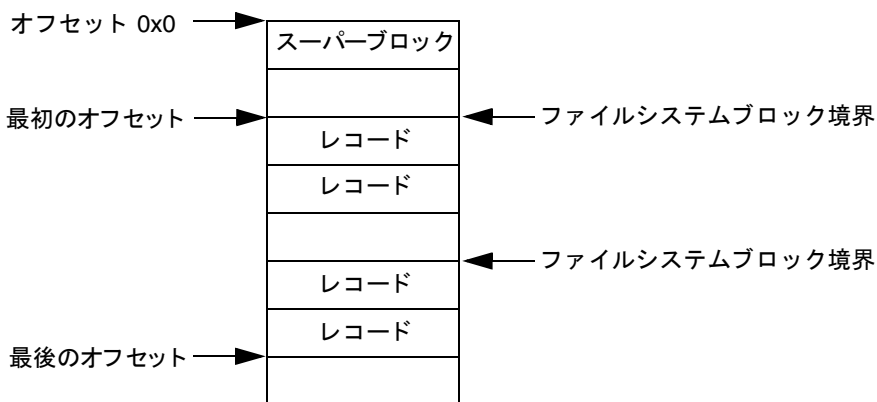 オフセット 0x0
スーパーブロック
最初のオフセット
ファイルシステムブロック境界
レコード
レコード
ファイルシステムブロック境界
レコード
レコード
最後のオフセット